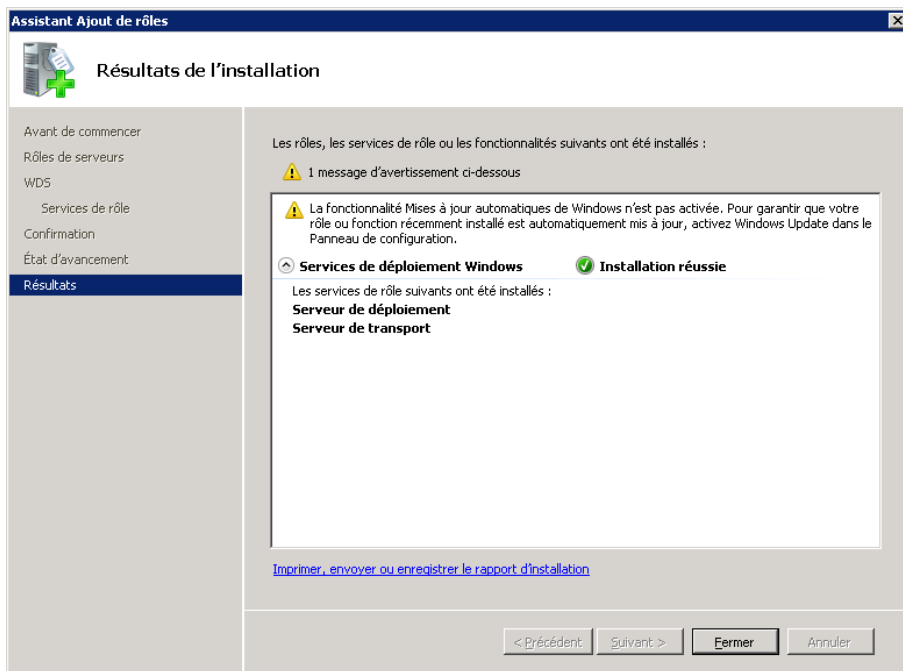 Assistant Ajout de rôles
Résultats de l'installation
Avant de commencer
Rôles de serveurs
WDS
Services de rôle
Confirmation
État d'avancement
Résultats
Les rôles, les services de rôle ou les fonctionnalités suivants ont été installés :
1 message d'avertissement ci-dessous
La fonctionnalité Mises à jour automatiques de Windows n'est pas activée. Pour garantir que votre
rôle ou fonction récemment installé est automatiquement mis à jour, activez Windows Update dans le
Panneau de configuration.
Services de déploiement Windows Installation réussie
Les services de rôle suivants ont été installés :
Serveur de déploiement
Serveur de transport
Imprimer, envoyer ou enregistrer le rapport d'installation
< Précédent Suivant > Fermer Annuler